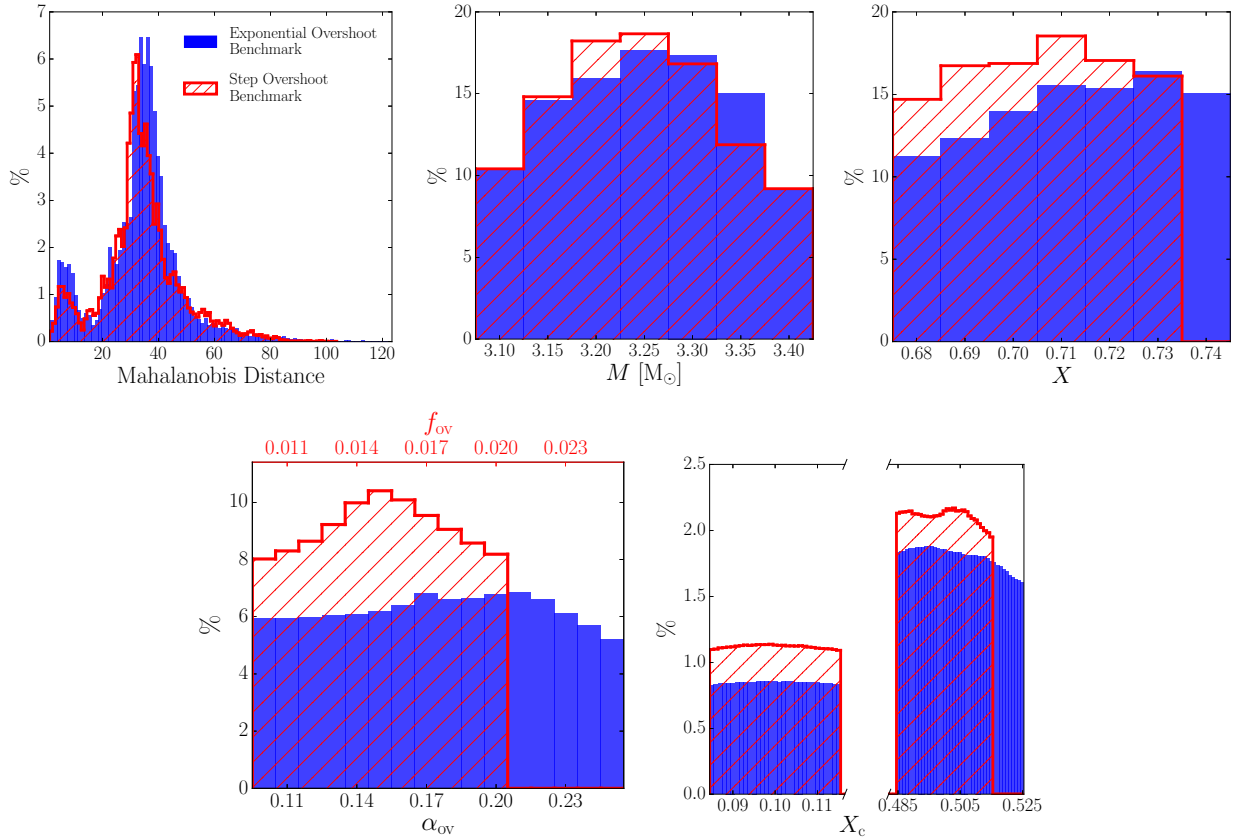 7
6
5
4
3
2
1
0
%
20 40 60 80 100 120
Mahalanobis Distance
Exponential Overshoot
Benchmark
Step Overshoot
Benchmark
20
15
10
5
0
%
3.10 3.15 3.20 3.25 3.30 3.35 3.40
M [M⊙]
20
15
10
5
0
%
0.68 0.69 0.70 0.71 0.72 0.73 0.74
X
f_ov
0.011 0.014 0.017 0.020 0.023
10
8
6
4
2
0
%
0.11 0.14 0.17 0.20 0.23
α_ov
2.5
2.0
1.5
1.0
0.5
0.0
%
0.09 0.10 0.11 0.485 0.505 0.525
X_c